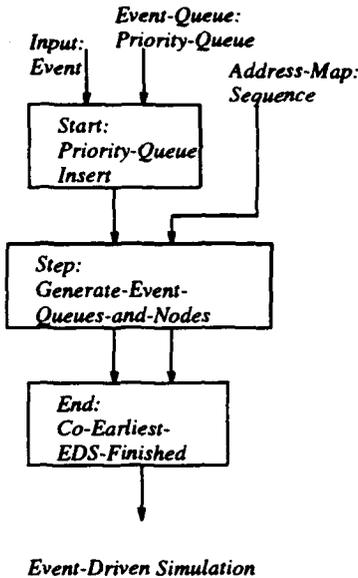 Event-Queue:
Input: Priority-Queue
Event
Address-Map:
Sequence
Start:
Priority-Queue
Insert
Step:
Generate-Event-
Queues-and-Nodes
End:
Co-Earliest-
EDS-Finished
Event-Driven Simulation